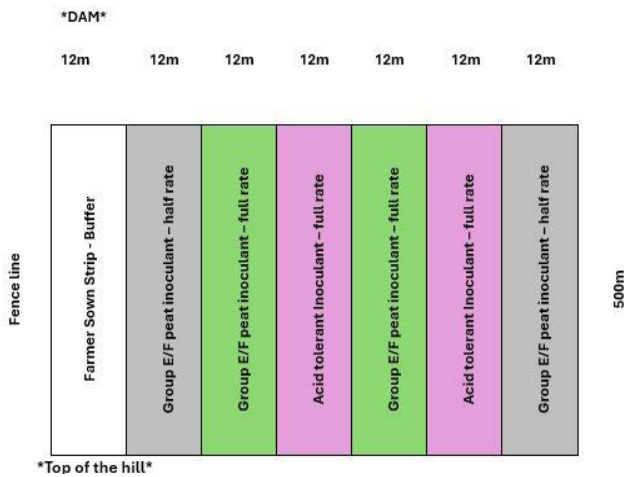 *DAM*
12m 12m 12m 12m 12m 12m 12m
Fence line
Farmer Sown Strip - Buffer
Group E/F peat inoculant – half rate
Group E/F peat inoculant – full rate
Acid tolerant Inoculant – full rate
Group E/F peat inoculant – full rate
Acid tolerant Inoculant – full rate
Group E/F peat inoculant – half rate
500m
*Top of the hill*